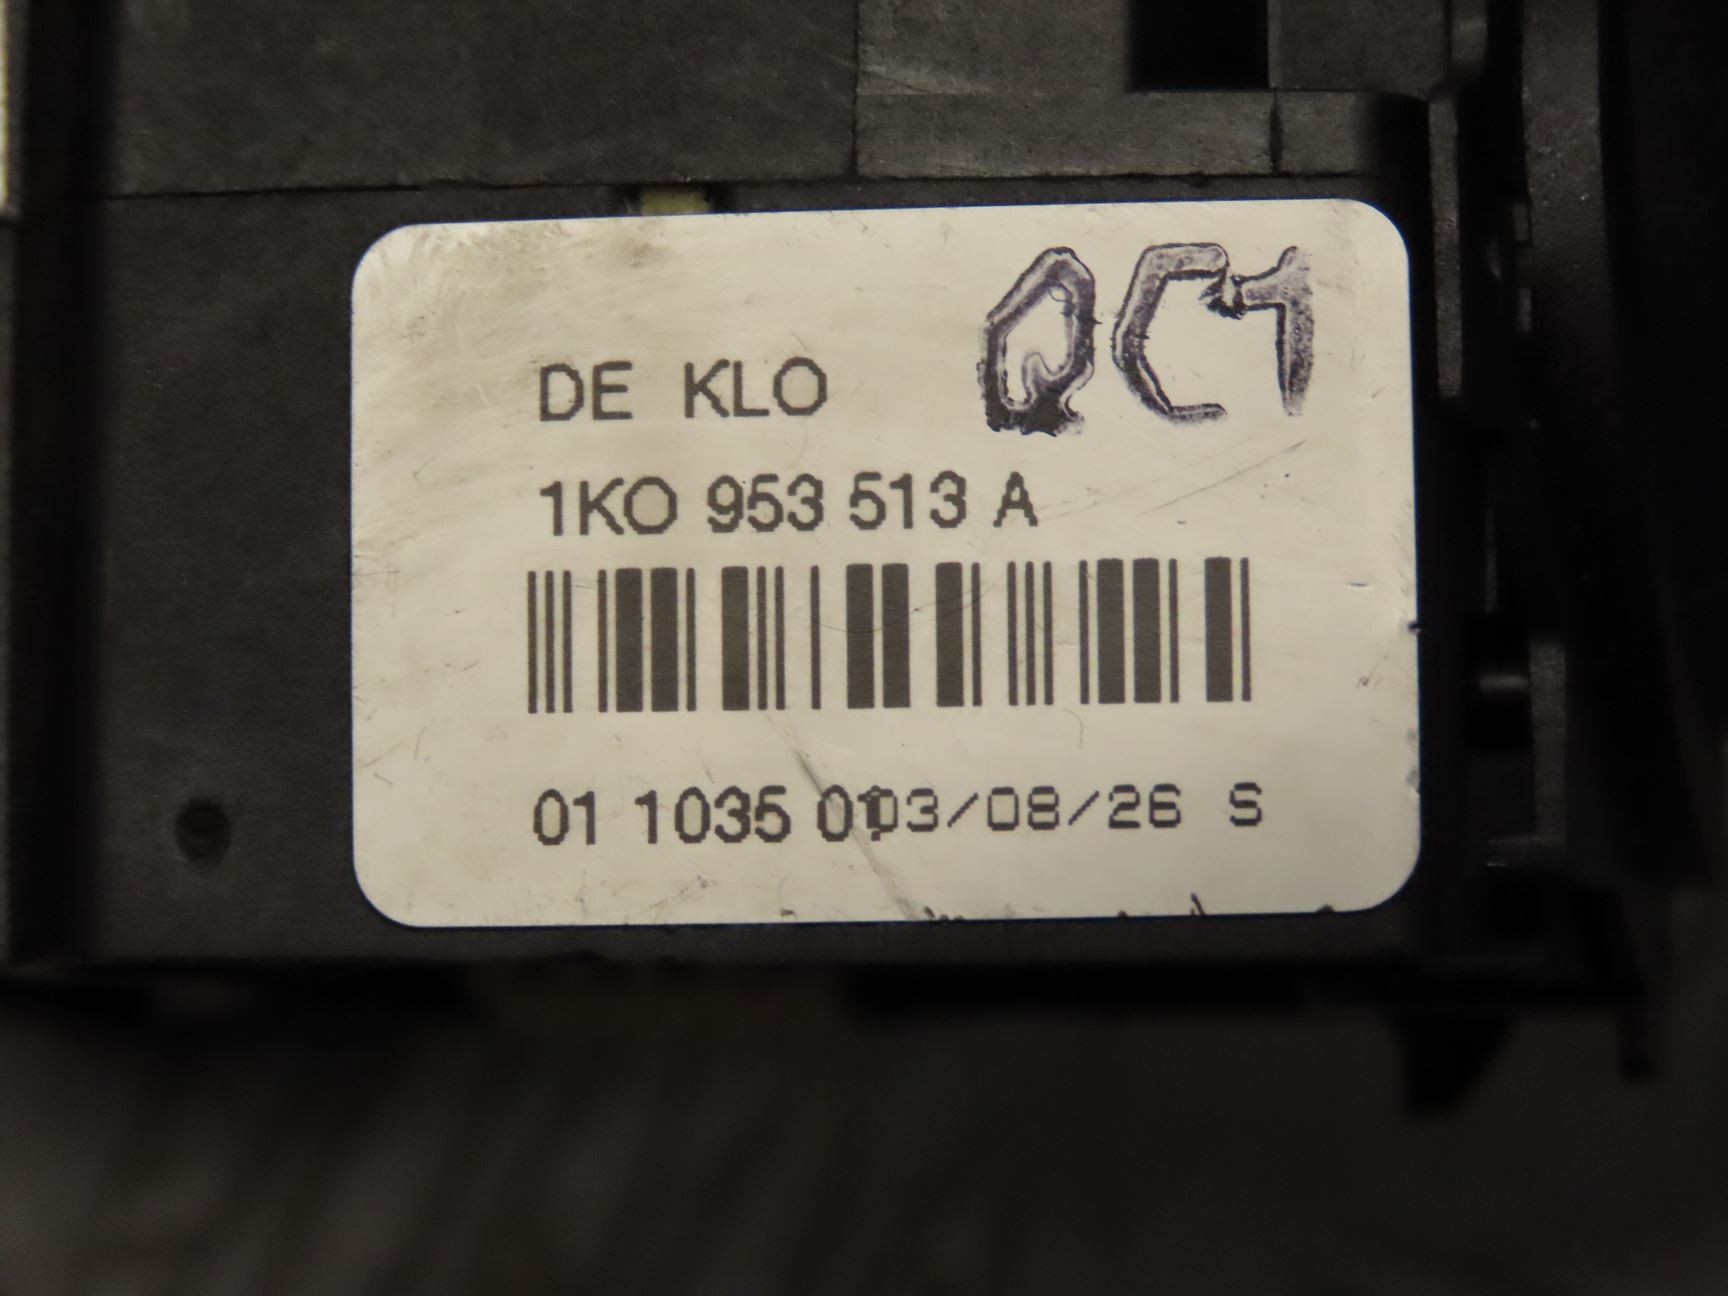 QC1
DE KLO
1KO 953 513 A
01 1035 01 03/08/26 S